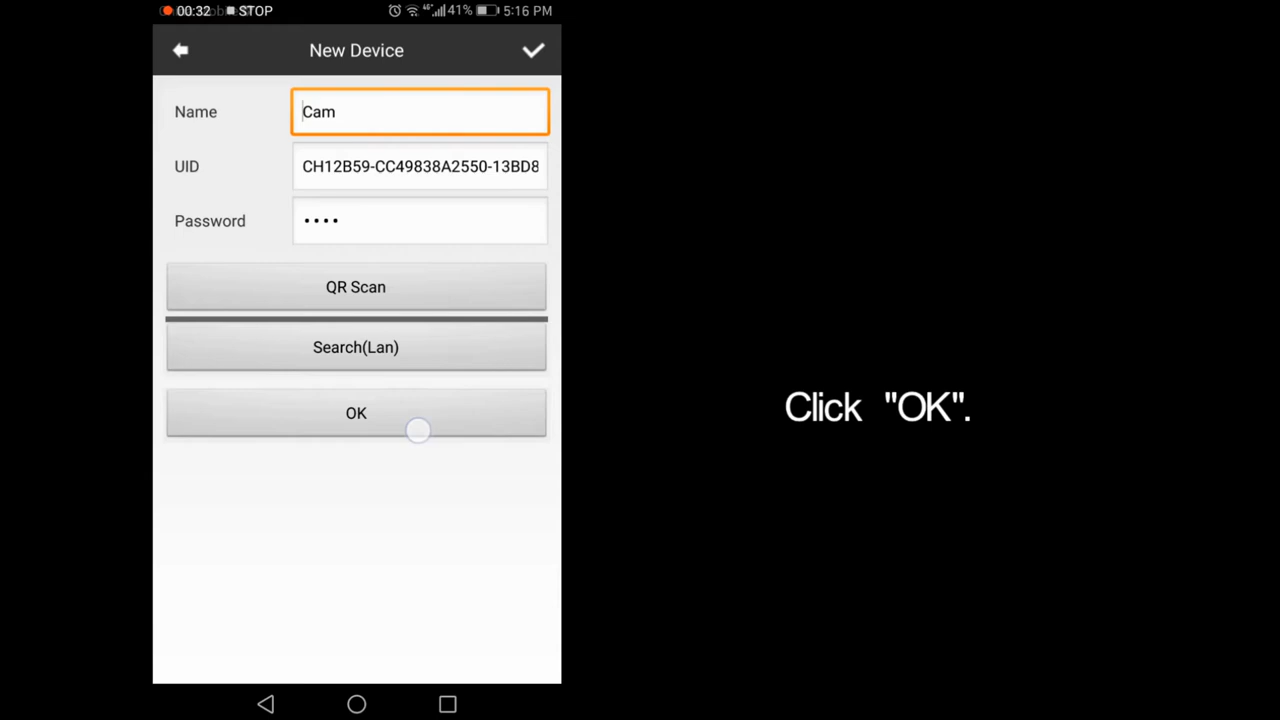 00:32 STOP 41% 5:16 PM
New Device
Name Cam
UID CH12B59-CC49838A2550-13BD8
Password ••••
QR Scan
Search(Lan)
OK
Click "OK".